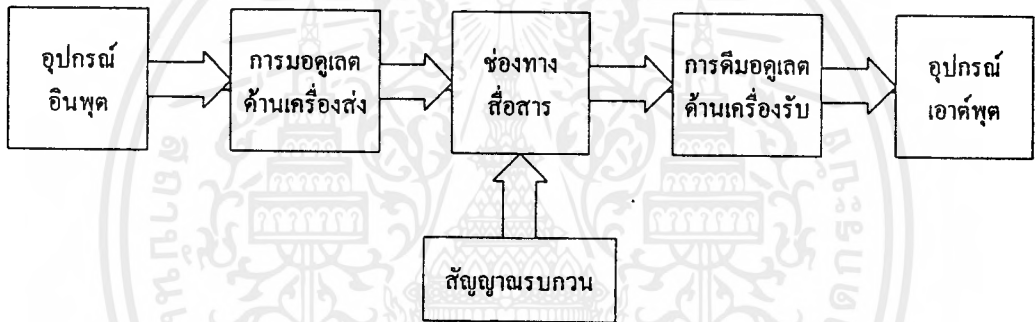 อุปกรณ์
อินพุต
การมอดูเลต
ด้านเครื่องส่ง
ช่องทาง
สื่อสาร
การดีมอดูเลต
ด้านเครื่องรับ
อุปกรณ์
เอาต์พุต
สัญญาณรบกวน